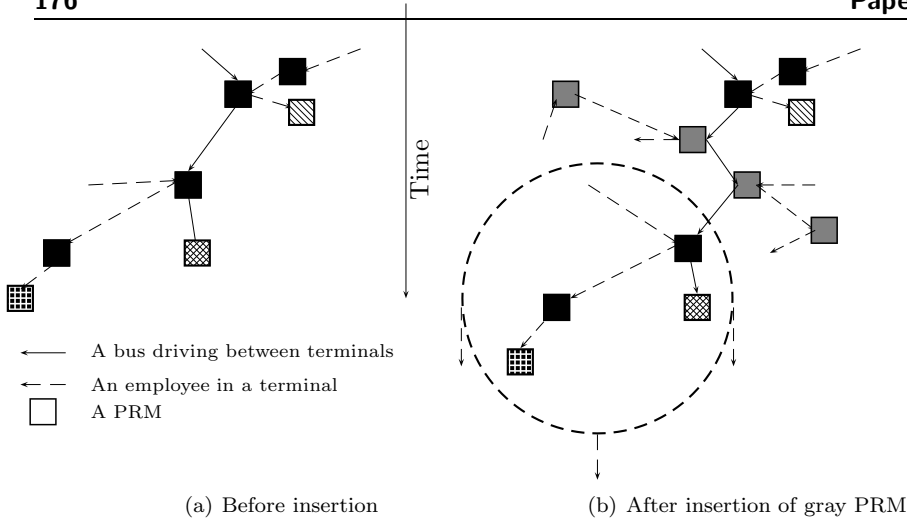 176
Pape
Time
A bus driving between terminals
An employee in a terminal
A PRM
(a) Before insertion
(b) After insertion of gray PRM